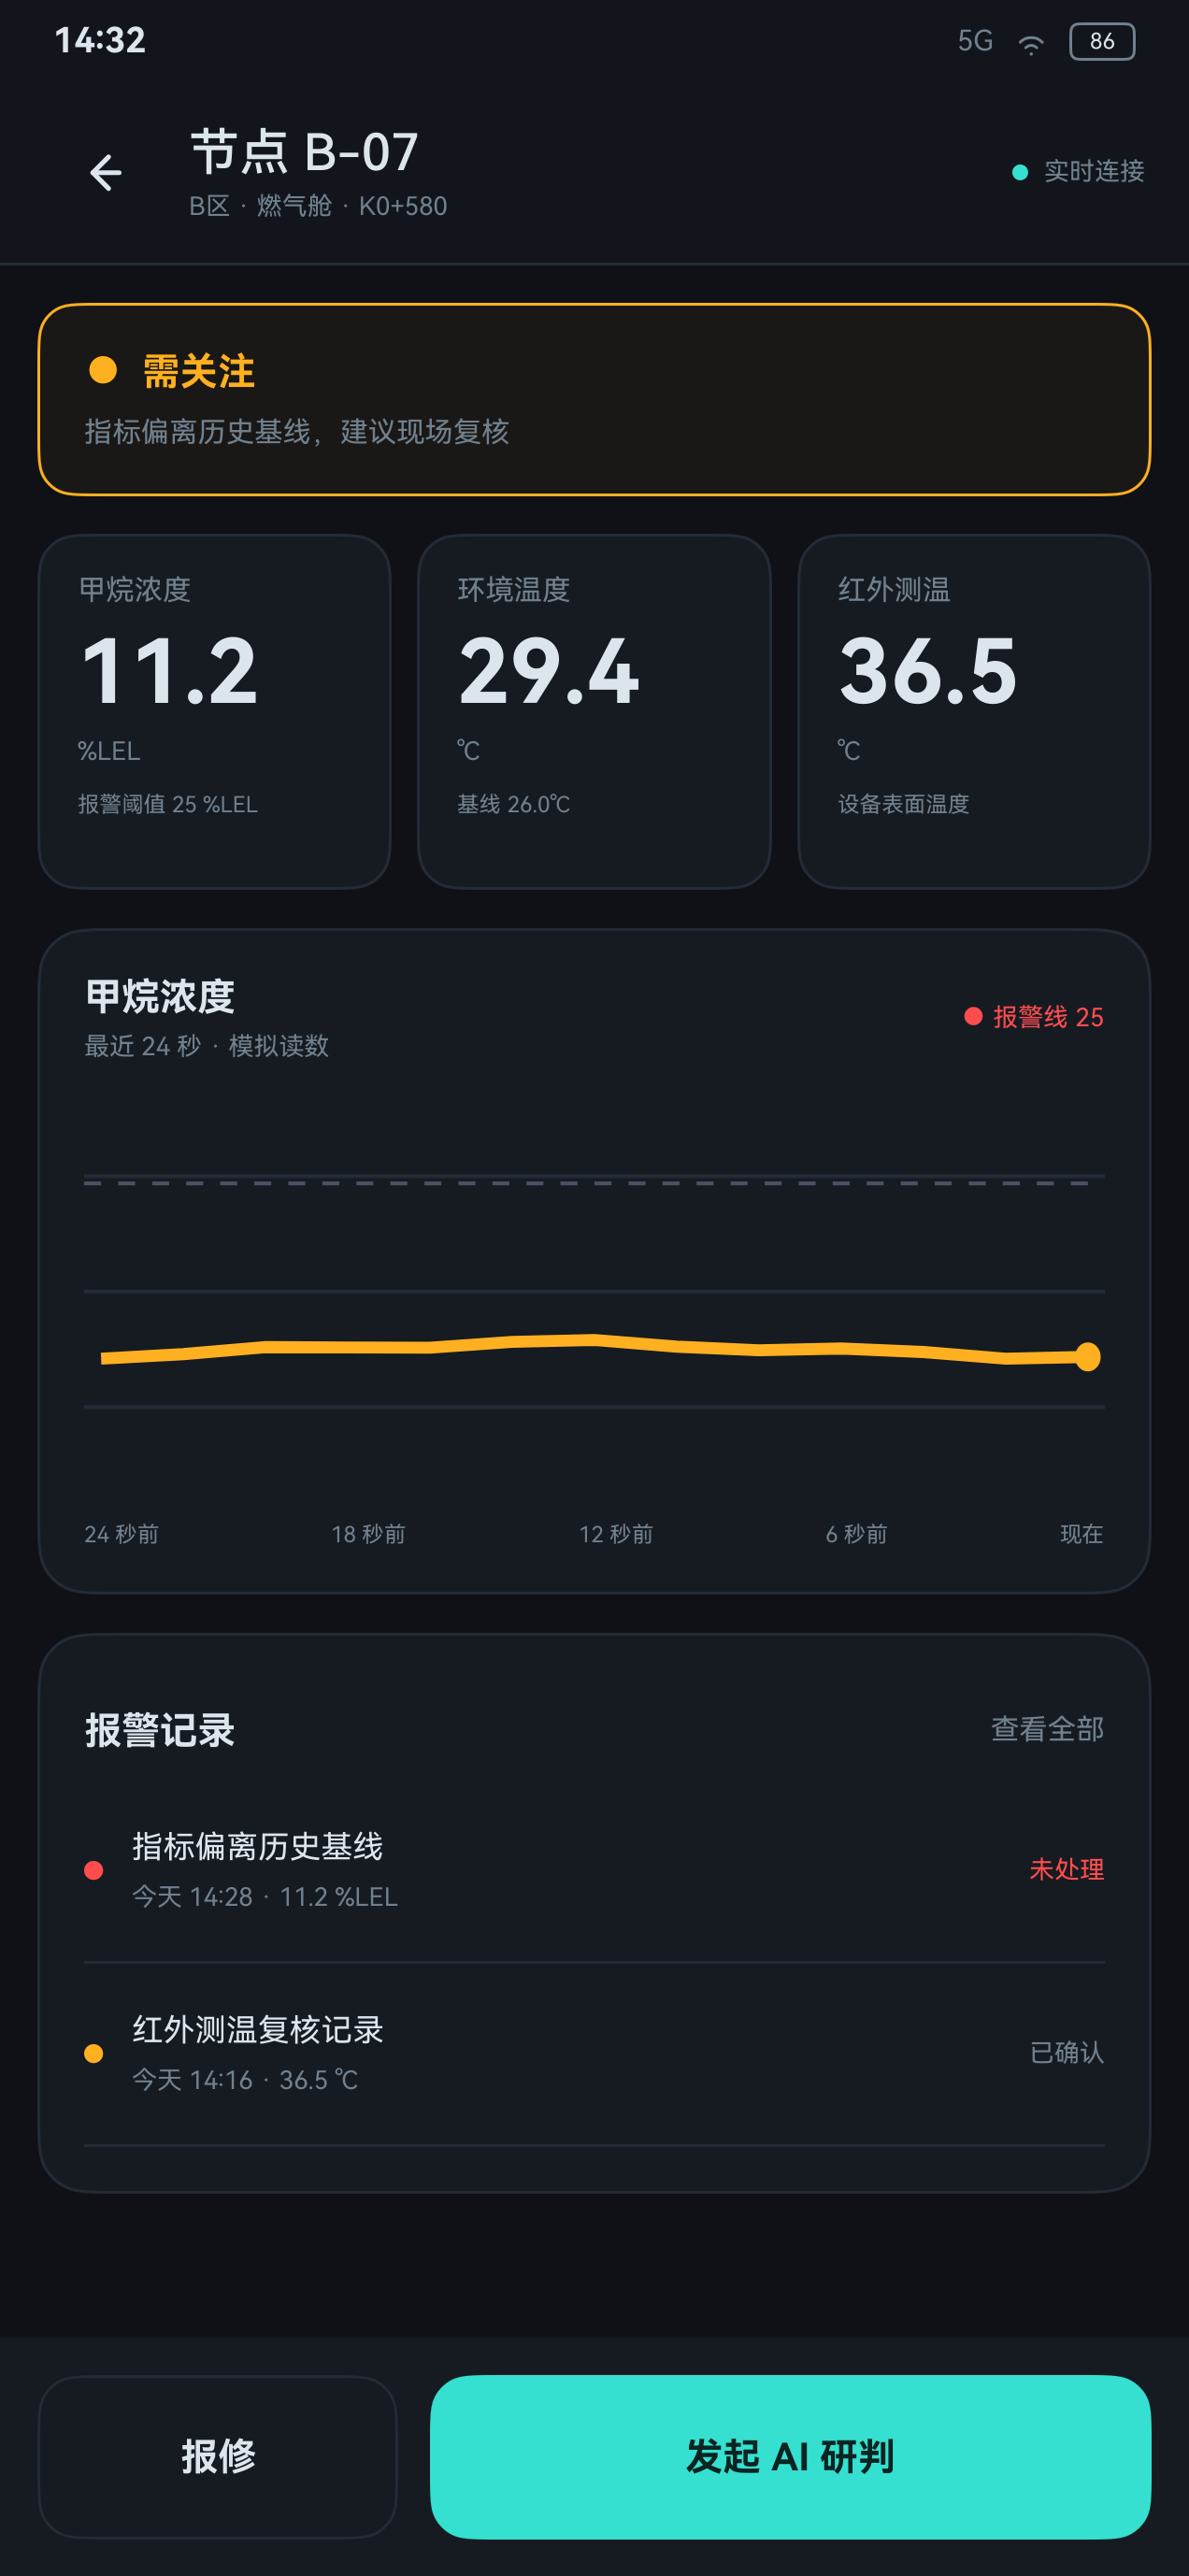 14:32
5G
86
节点 B-07
B区 · 燃气舱 · K0+580
实时连接
需关注
指标偏离历史基线，建议现场复核
甲烷浓度
11.2
%LEL
报警阈值 25 %LEL
环境温度
29.4
℃
基线 26.0℃
红外测温
36.5
℃
设备表面温度
甲烷浓度
最近 24 秒 · 模拟读数
报警线 25
24 秒前
18 秒前
12 秒前
6 秒前
现在
报警记录
查看全部
指标偏离历史基线
今天 14:28 · 11.2 %LEL
未处理
红外测温复核记录
今天 14:16 · 36.5 ℃
已确认
报修
发起 AI 研判